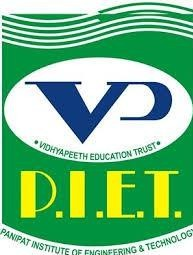 VP
• VIDHYAPEETH EDUCATION TRUST •
P.I.E.T.
PANIPAT INSTITUTE OF ENGINEERING & TECHNOLOGY